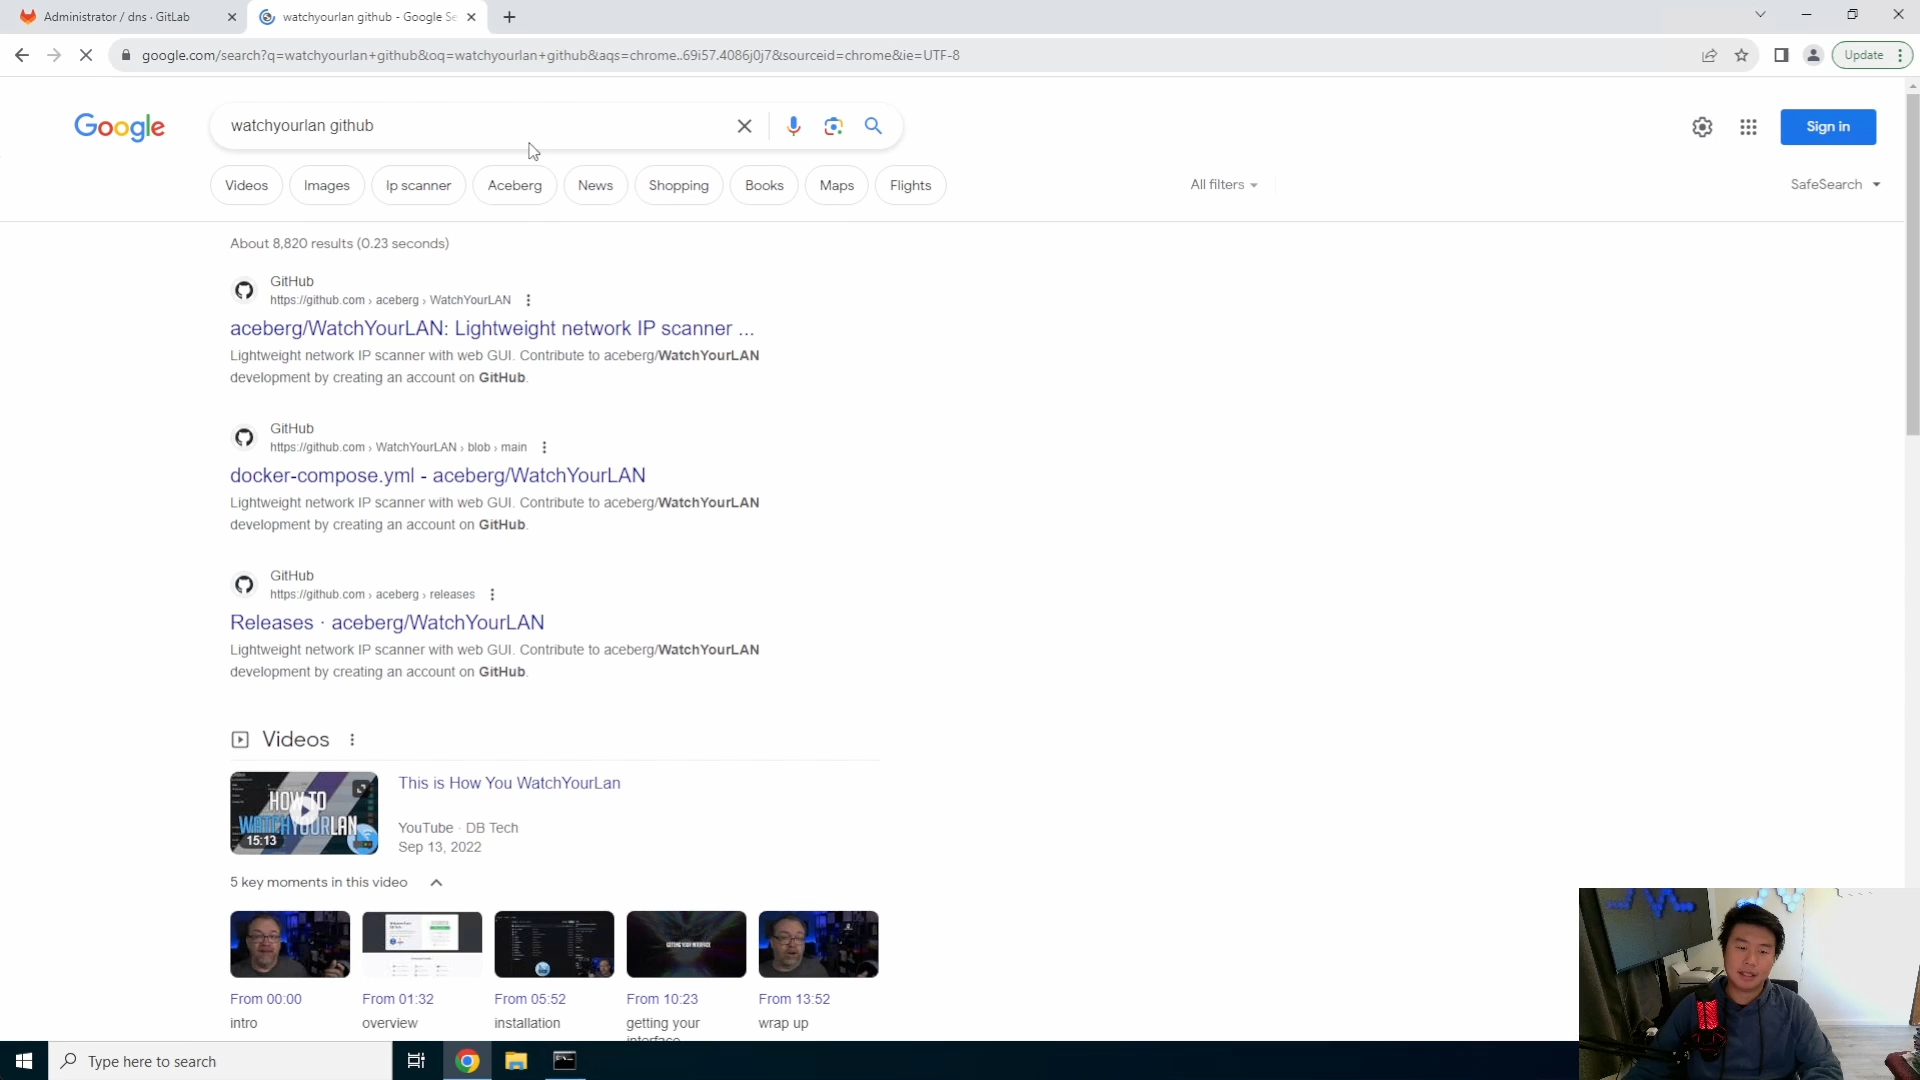 Administrator / dns · GitLab
watchyourlan github - Google Se
google.com/search?q=watchyourlan+github&oq=watchyourlan+github&aqs=chrome..69i57.4086j0j7&sourceid=chrome&ie=UTF-8
Update
Google
watchyourlan github
Sign in
Videos
Images
Ip scanner
Aceberg
News
Shopping
Books
Maps
Flights
All filters
SafeSearch
About 8,820 results (0.23 seconds)
GitHub
https://github.com › aceberg › WatchYourLAN
aceberg/WatchYourLAN: Lightweight network IP scanner ...
Lightweight network IP scanner with web GUI. Contribute to aceberg/WatchYourLAN
development by creating an account on GitHub.
GitHub
https://github.com › WatchYourLAN › blob › main
docker-compose.yml - aceberg/WatchYourLAN
Lightweight network IP scanner with web GUI. Contribute to aceberg/WatchYourLAN
development by creating an account on GitHub.
GitHub
https://github.com › aceberg › releases
Releases · aceberg/WatchYourLAN
Lightweight network IP scanner with web GUI. Contribute to aceberg/WatchYourLAN
development by creating an account on GitHub.
Videos
HOW TO
WATCHYOURLAN
15:13
This is How You WatchYourLan
YouTube · DB Tech
Sep 13, 2022
5 key moments in this video
GETTING YOUR INTERFACE
From 00:00
intro
From 01:32
overview
From 05:52
installation
From 10:23
getting your
interface
From 13:52
wrap up
Type here to search